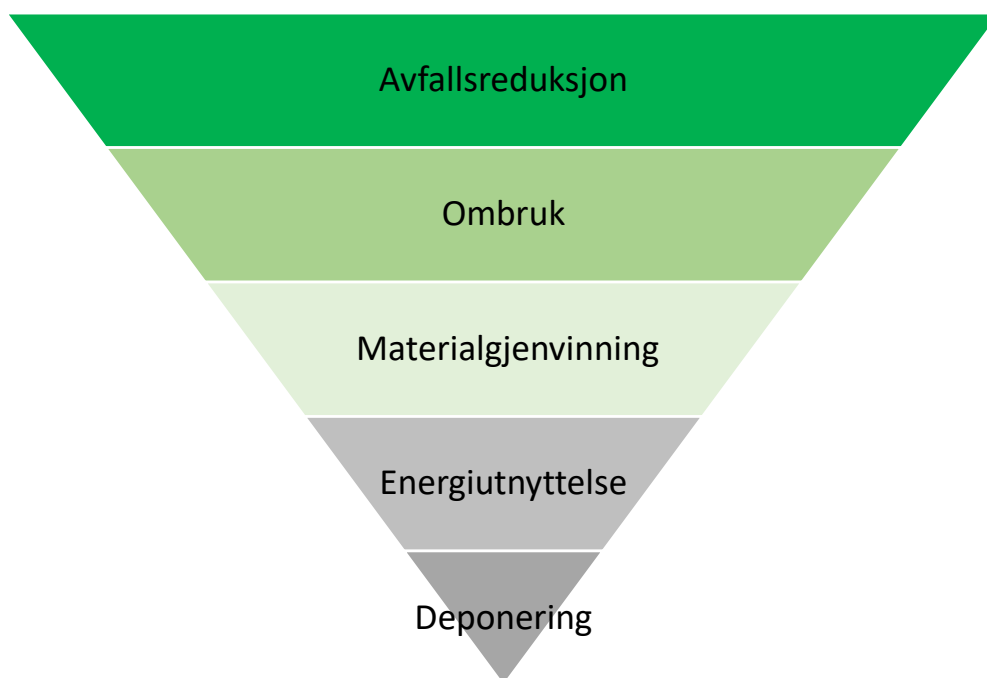 Avfallsreduksjon
Ombruk
Materialgjenvinning
Energiutnyttelse
Deponering